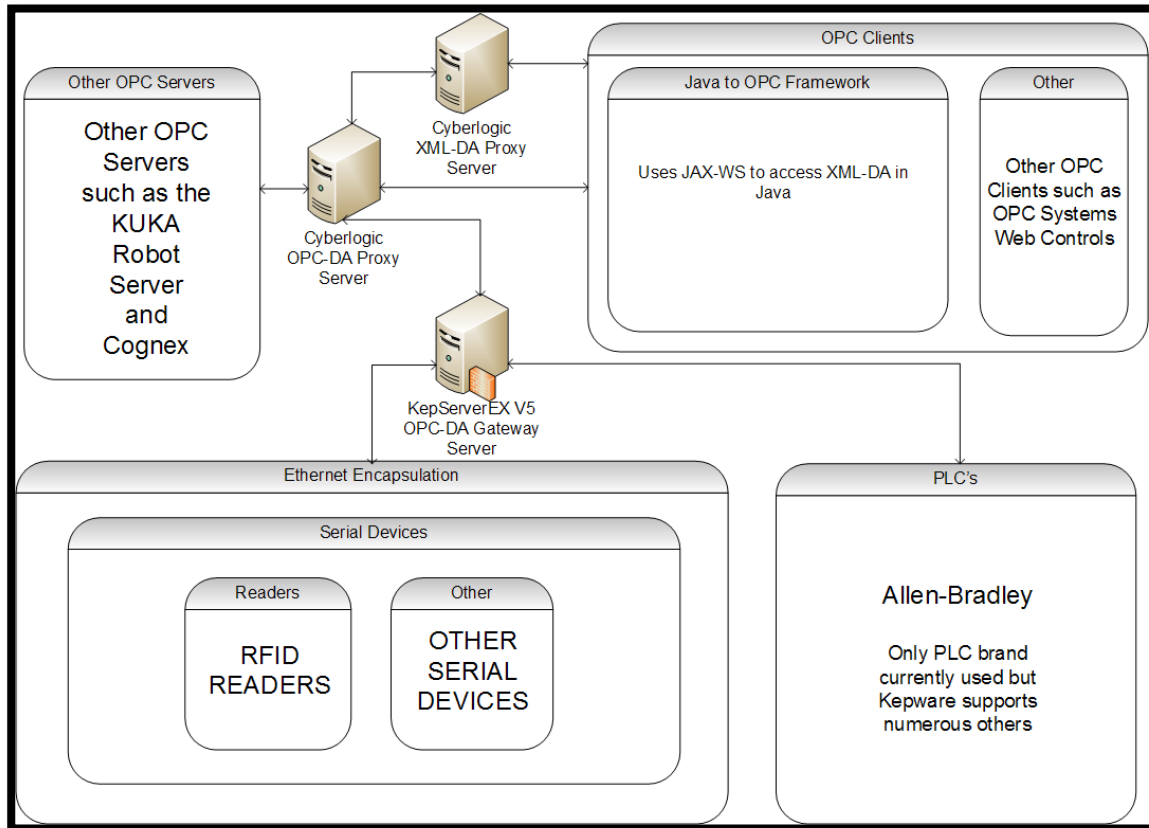 Other OPC Servers
Other OPC
Servers
such as the
KUKA
Robot
Server
and
Cognex
Cyberlogic
XML-DA Proxy
Server
Cyberlogic
OPC-DA Proxy
Server
OPC Clients
Java to OPC Framework
Uses JAX-WS to access XML-DA in
Java
Other
Other OPC
Clients such as
OPC Systems
Web Controls
KepServerEX V5
OPC-DA Gateway
Server
Ethernet Encapsulation
Serial Devices
Readers
RFID
READERS
Other
OTHER
SERIAL
DEVICES
PLC's
Allen-Bradley
Only PLC brand
currently used but
Kepware supports
numerous others